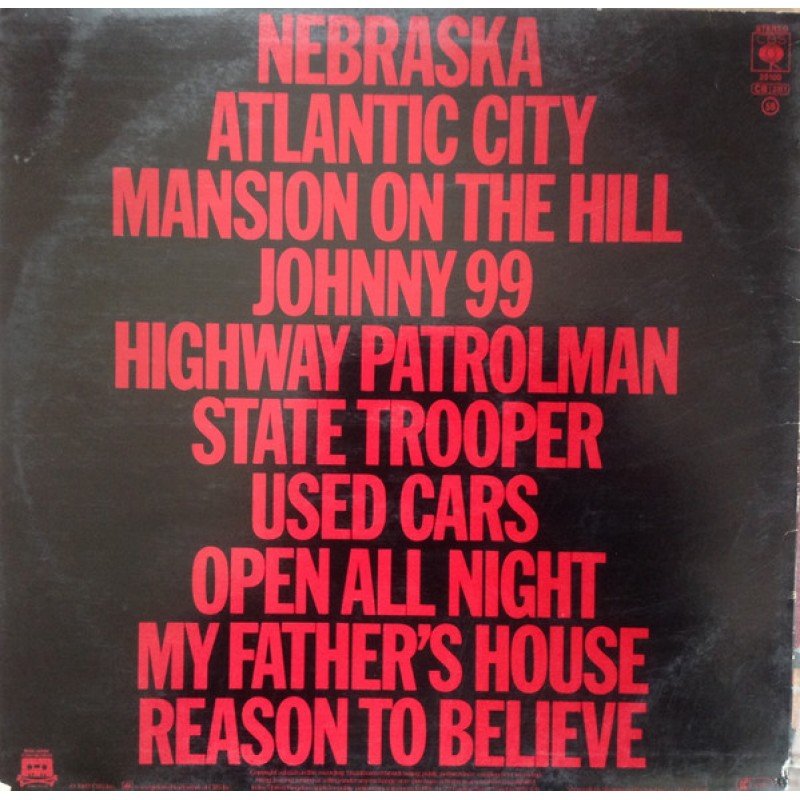 NEBRASKA
ATLANTIC CITY
MANSION ON THE HILL
JOHNNY 99
HIGHWAY PATROLMAN
STATE TROOPER
USED CARS
OPEN ALL NIGHT
MY FATHER'S HOUSE
REASON TO BELIEVE
STEREO
CBS